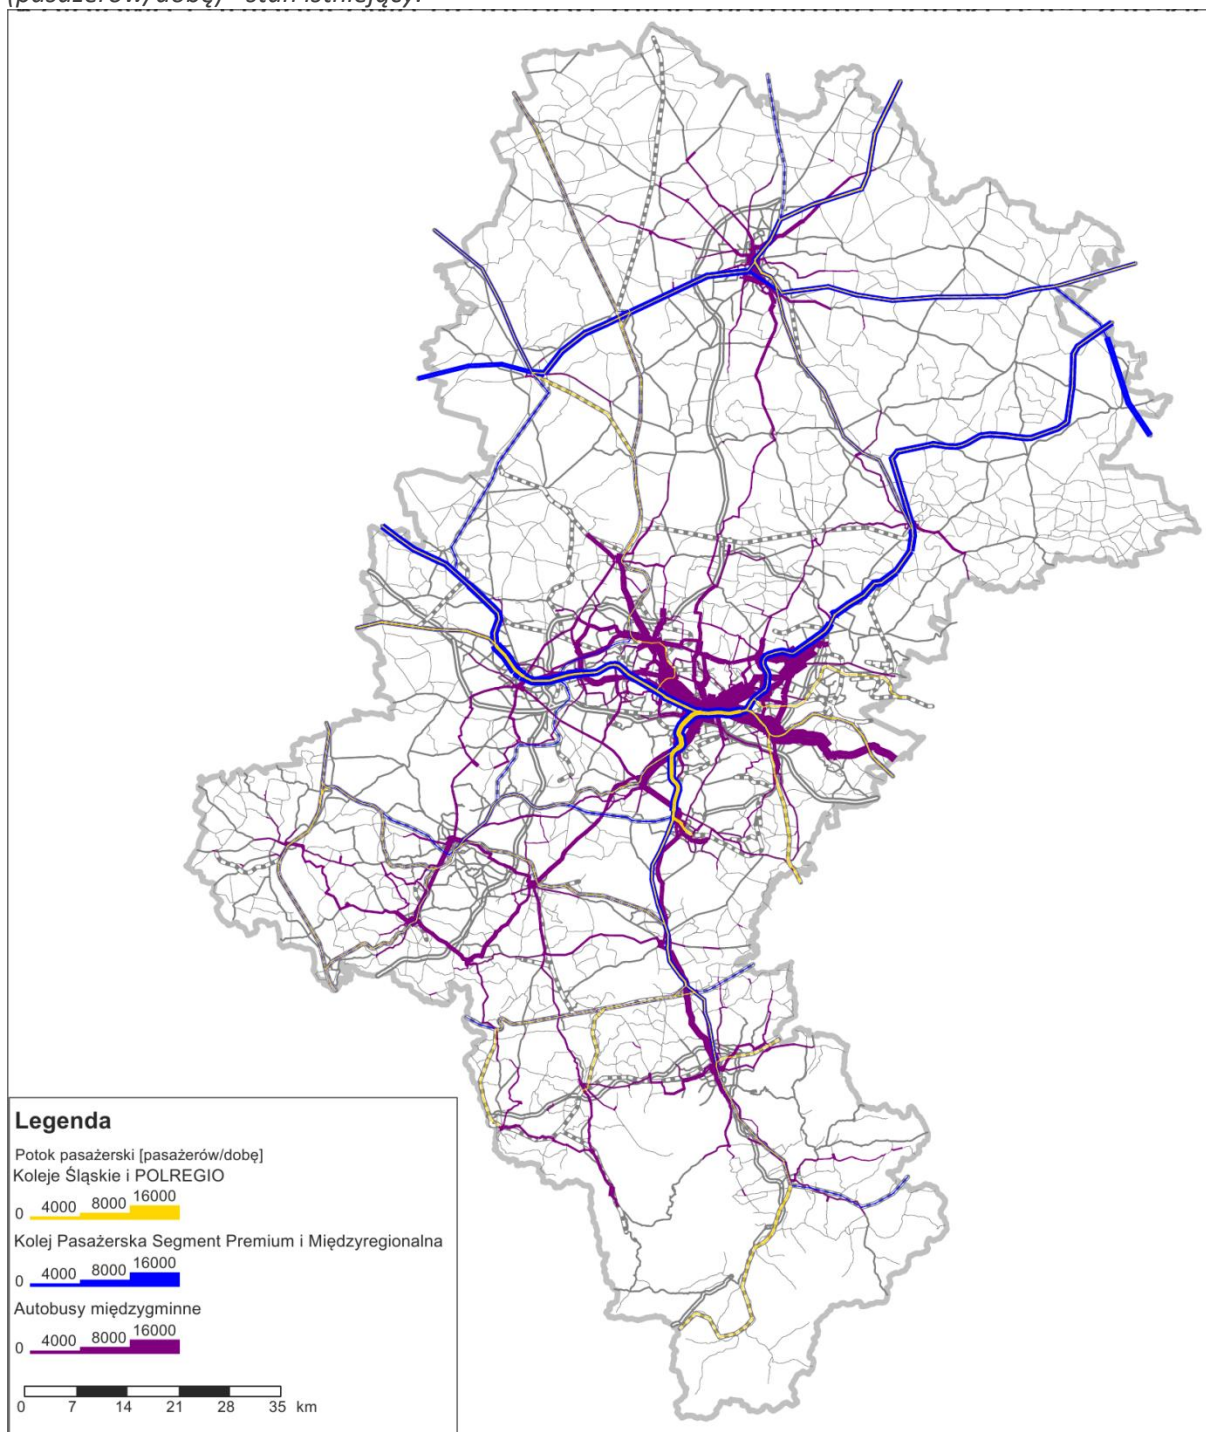 (pasażerów/dobę) - stan istniejący.
Legenda
Potok pasażerski [pasażerów/dobę]
Koleje Śląskie i POLREGIO
0 4000 8000 16000
Kolej Pasażerska Segment Premium i Międzyregionalna
0 4000 8000 16000
Autobusy międzygminne
0 4000 8000 16000
0 7 14 21 28 35 km